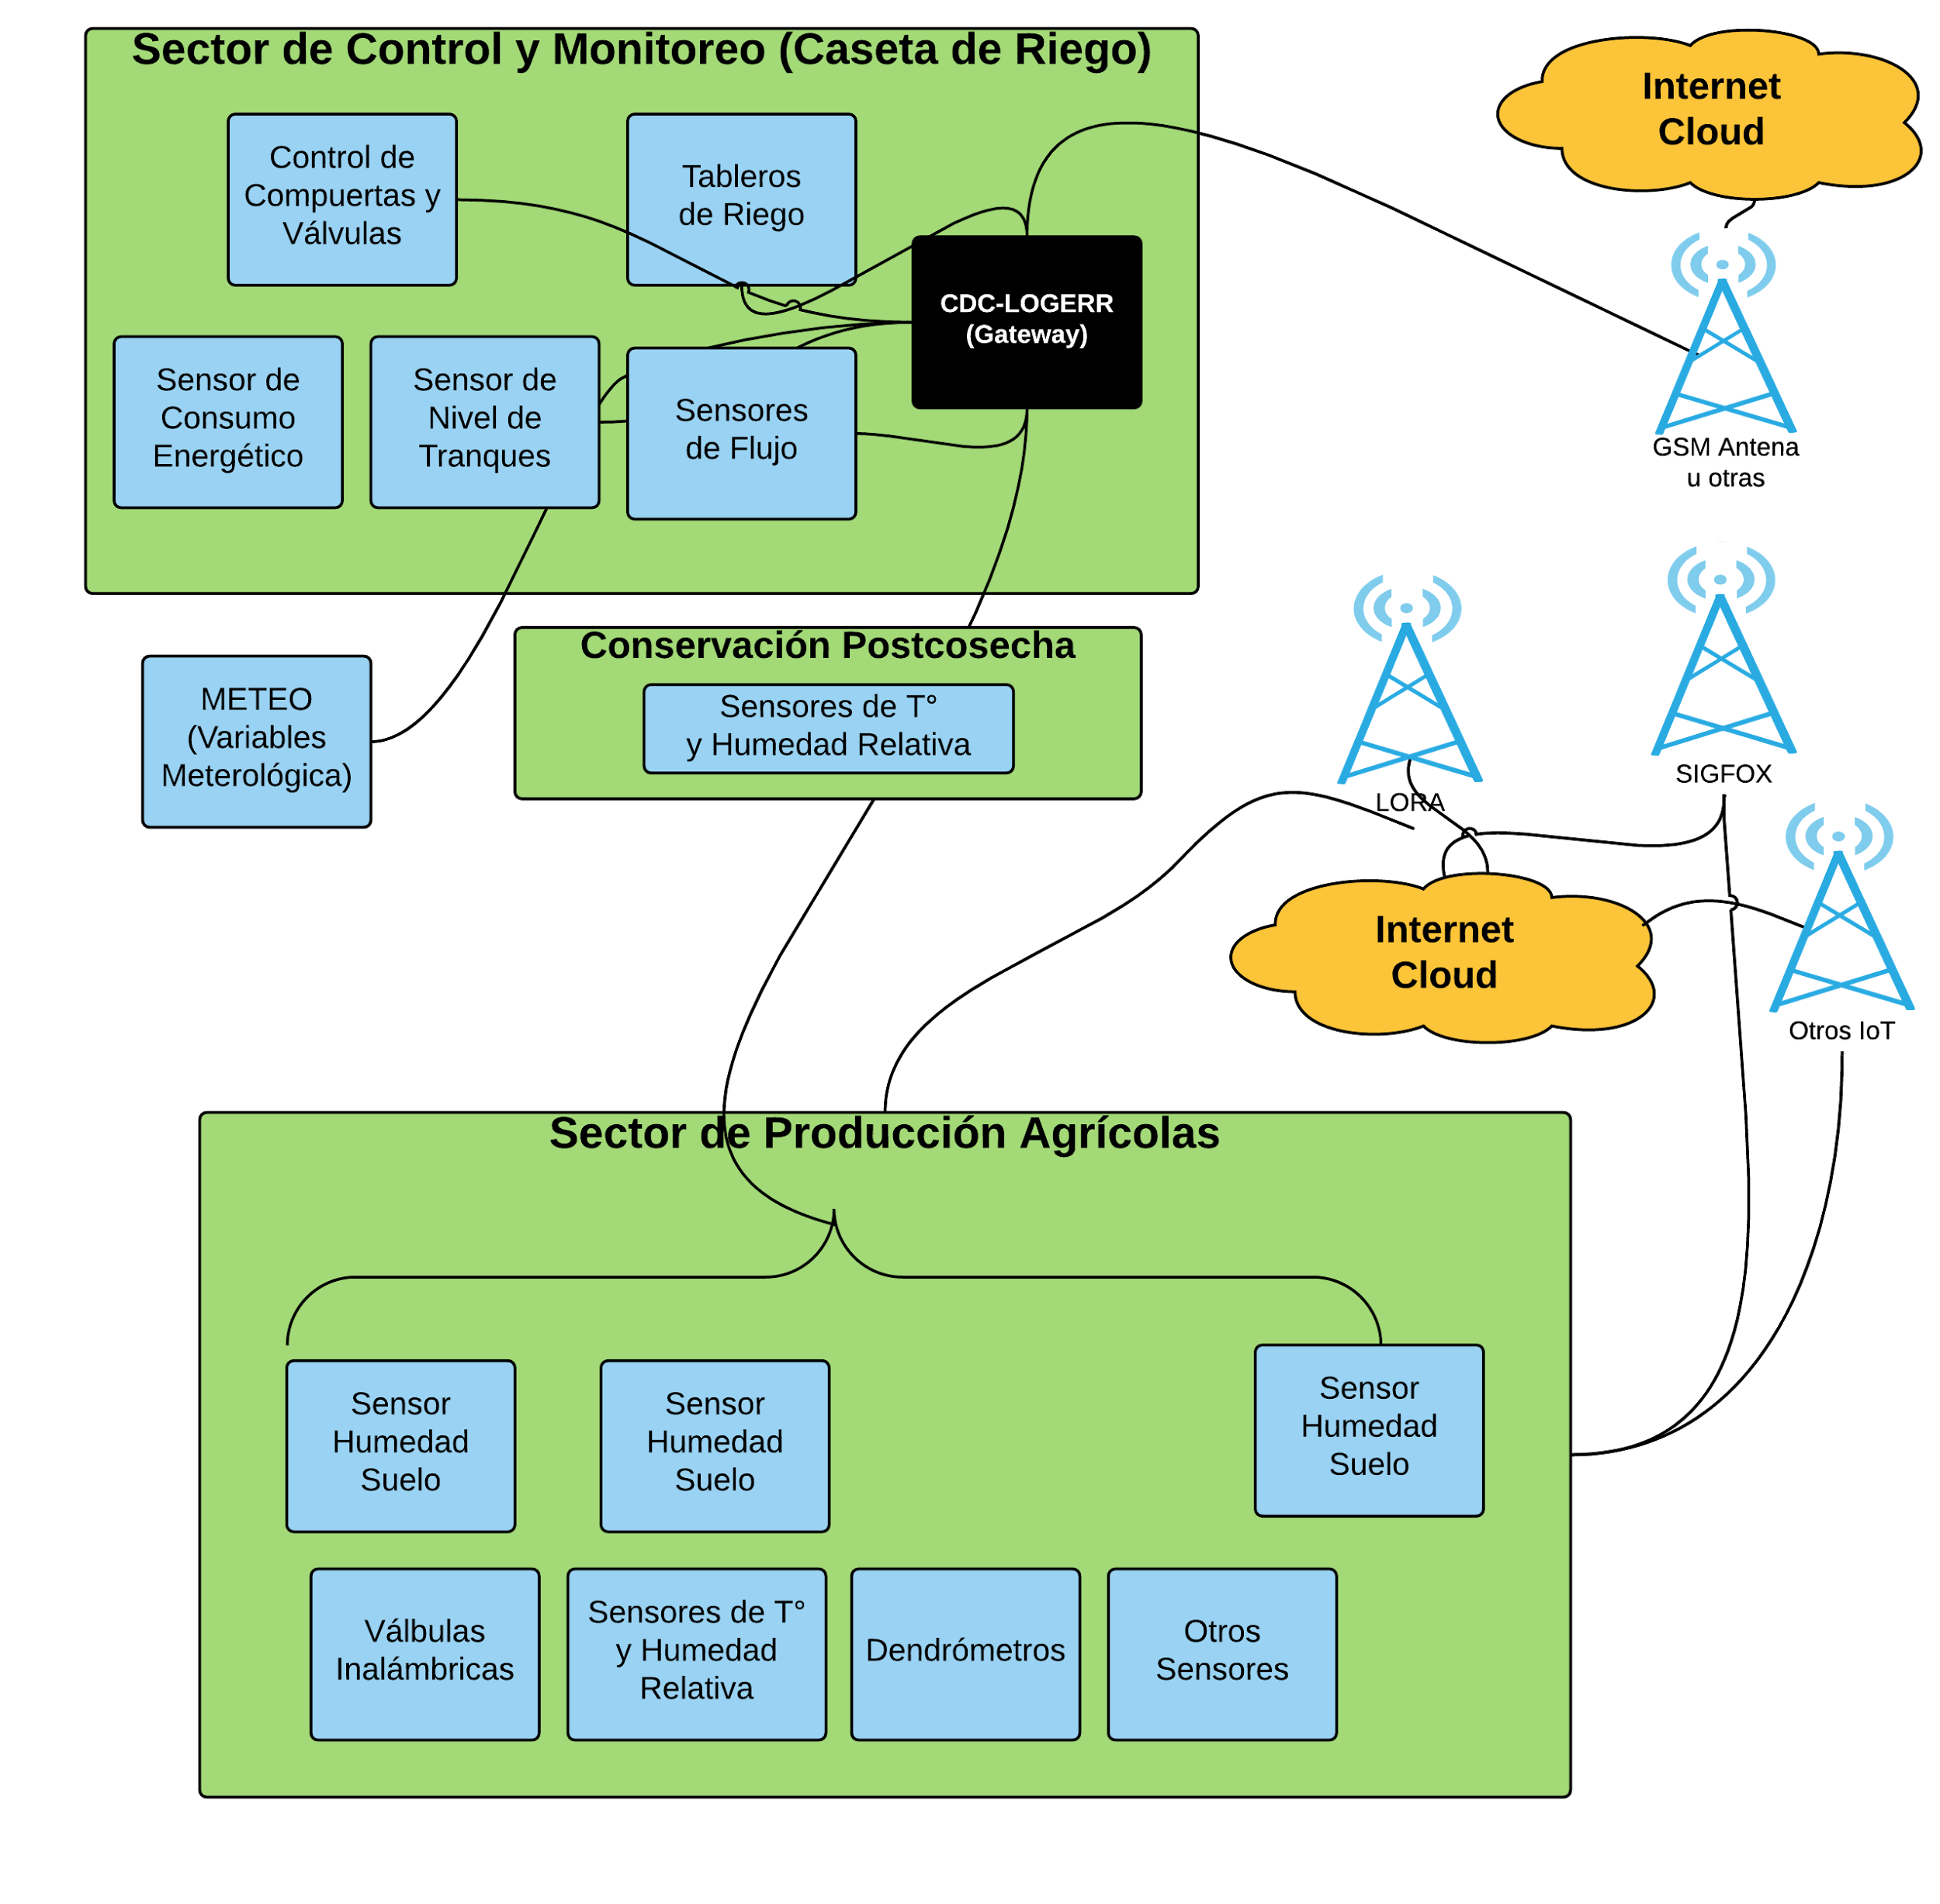 Sector de Control y Monitoreo (Caseta de Riego)
Control de
Compuertas y
Válvulas
Tableros
de Riego
CDC-LOGERR
(Gateway)
Sensor de
Consumo
Energético
Sensor de
Nivel de
Tranques
Sensores
de Flujo
Internet
Cloud
GSM Antena
u otras
METEO
(Variables
Meterológica)
Conservación Postcosecha
Sensores de T°
y Humedad Relativa
LORA
SIGFOX
Internet
Cloud
Otros IoT
Sector de Producción Agrícolas
Sensor
Humedad
Suelo
Sensor
Humedad
Suelo
Sensor
Humedad
Suelo
Válbulas
Inalámbricas
Sensores de T°
y Humedad
Relativa
Dendrómetros
Otros
Sensores